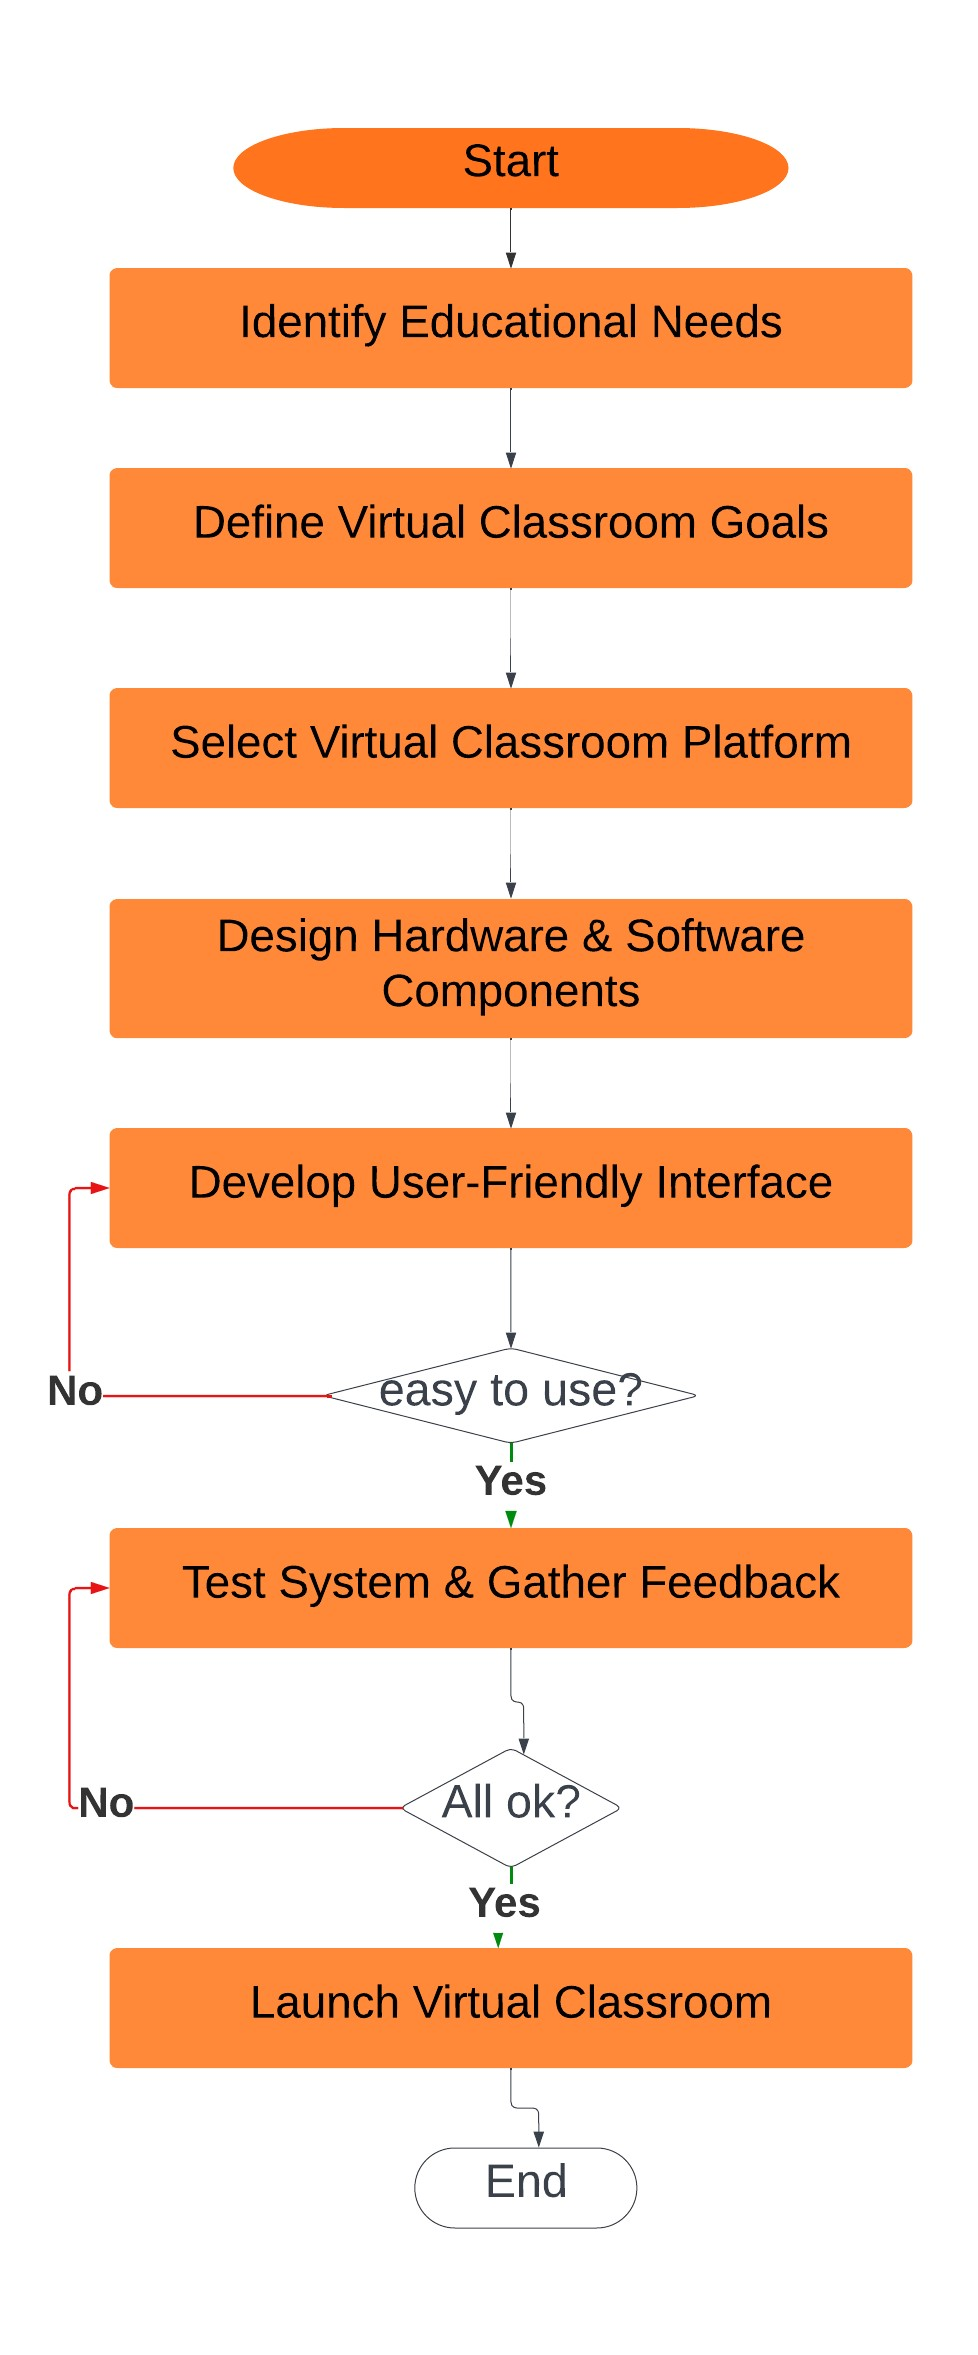 Start
Identify Educational Needs
Define Virtual Classroom Goals
Select Virtual Classroom Platform
Design Hardware & Software
Components
Develop User-Friendly Interface
easy to use?
No
Yes
Test System & Gather Feedback
All ok?
No
Yes
Launch Virtual Classroom
End